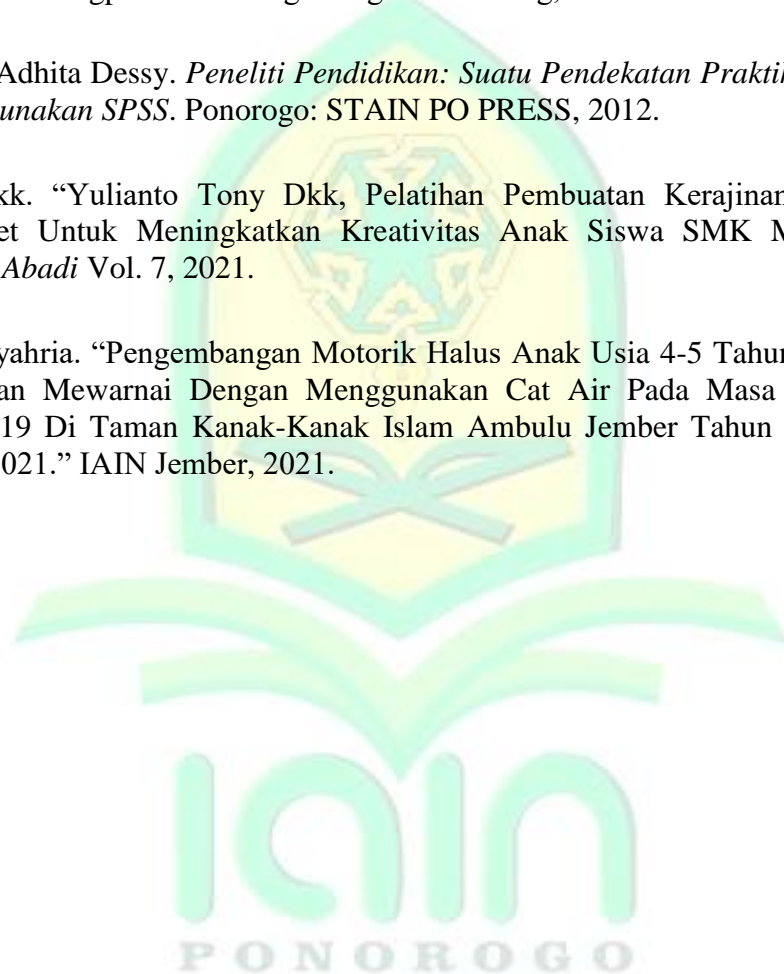 Adhita Dessy. Peneliti Pendidikan: Suatu Pendekatan Praktik
unakan SPSS. Ponorogo: STAIN PO PRESS, 2012.
kk. “Yulianto Tony Dkk, Pelatihan Pembuatan Kerajinan
et Untuk Meningkatkan Kreativitas Anak Siswa SMK M
Abadi Vol. 7, 2021.
yahria. “Pengembangan Motorik Halus Anak Usia 4-5 Tahun
an Mewarnai Dengan Menggunakan Cat Air Pada Masa
19 Di Taman Kanak-Kanak Islam Ambulu Jember Tahun
021.” IAIN Jember, 2021.
IAIN
PONOROGO